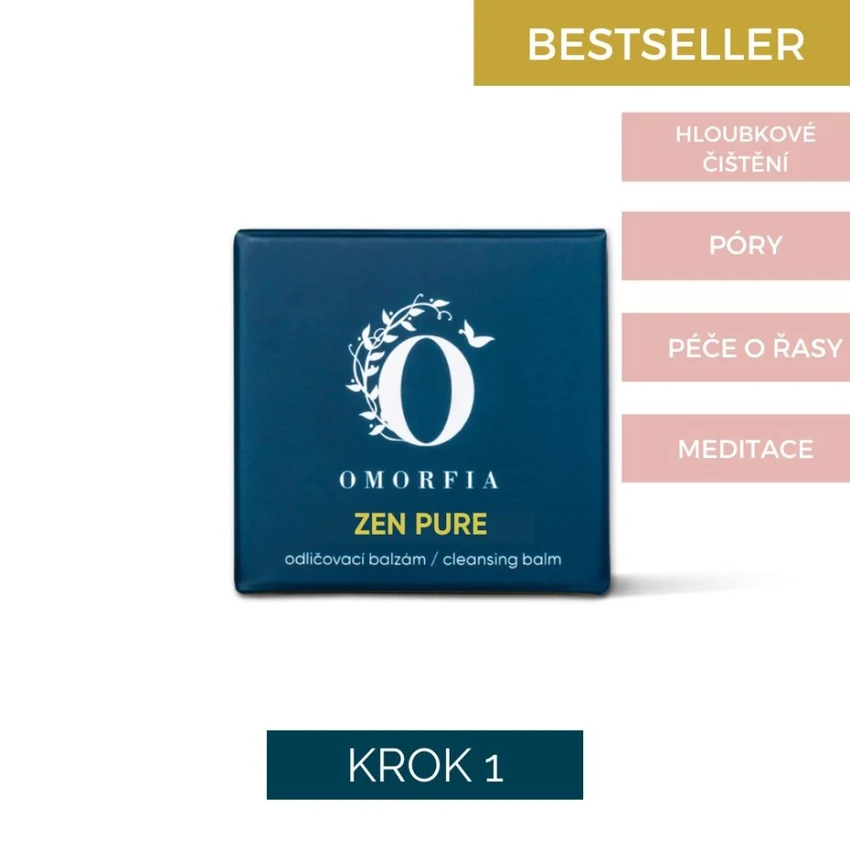 BESTSELLER
HLOUBKOVÉ
ČIŠTĚNÍ
PÓRY
PÉČE O ŘASY
MEDITACE
O
OMORFIA
ZEN PURE
odličovací balzám / cleansing balm
KROK 1